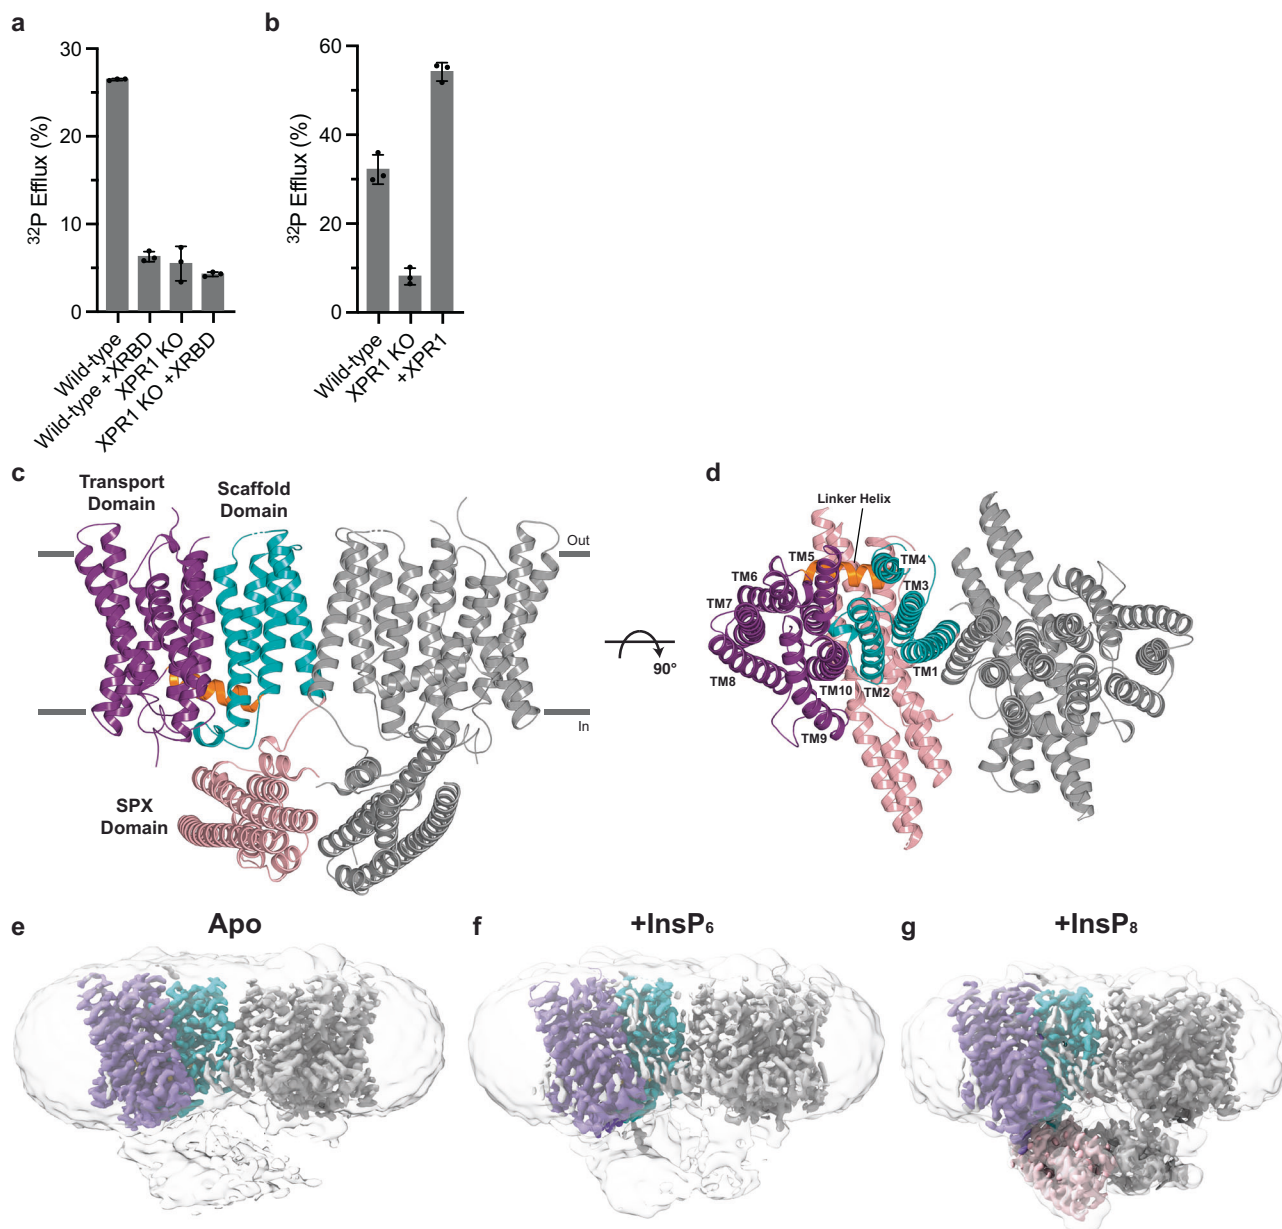 a
30
20
10
0
³²P Efflux (%)
Wild-type
Wild-type +XRBD
XPR1 KO
XPR1 KO +XRBD
b
60
40
20
0
³²P Efflux (%)
Wild-type
XPR1 KO
+XPR1
c
Transport
Domain
Scaffold
Domain
Out
In
SPX
Domain
90°
d
Linker Helix
TM5
TM4
TM6
TM3
TM7
TM1
TM8
TM10
TM2
TM9
e
Apo
f
+InsP₆
g
+InsP₈